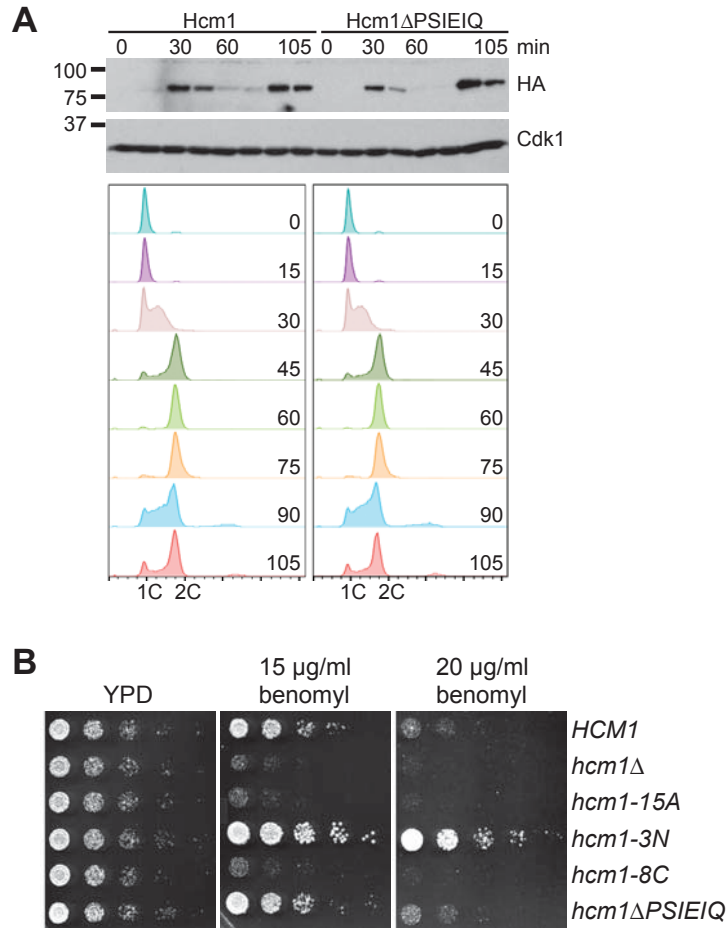 A
Hcm1 Hcm1ΔPSIEIQ
0 30 60 105 0 30 60 105 min
100
75
HA
37
Cdk1
0 0
15 15
30 30
45 45
60 60
75 75
90 90
105 105
1C 2C 1C 2C
B
YPD
15 µg/ml benomyl
20 µg/ml benomyl
HCM1
hcm1Δ
hcm1-15A
hcm1-3N
hcm1-8C
hcm1ΔPSIEIQ